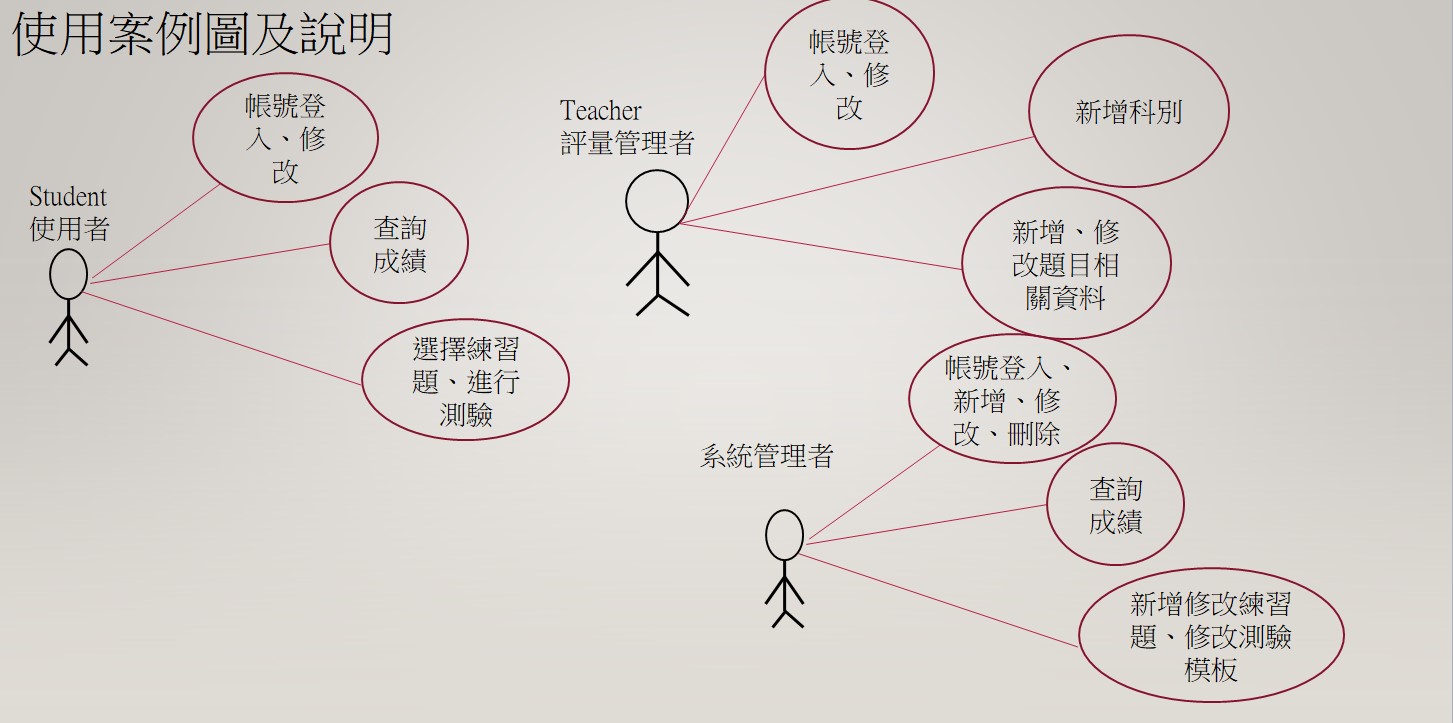 使用案例圖及說明
Student
使用者
帳號登
入、修
改
查詢
成績
選擇練習
題、進行
測驗
Teacher
評量管理者
帳號登
入、修
改
新增科別
新增、修
改題目相
關資料
系統管理者
帳號登入、
新增、修
改、刪除
查詢
成績
新增修改練習
題、修改測驗
模板